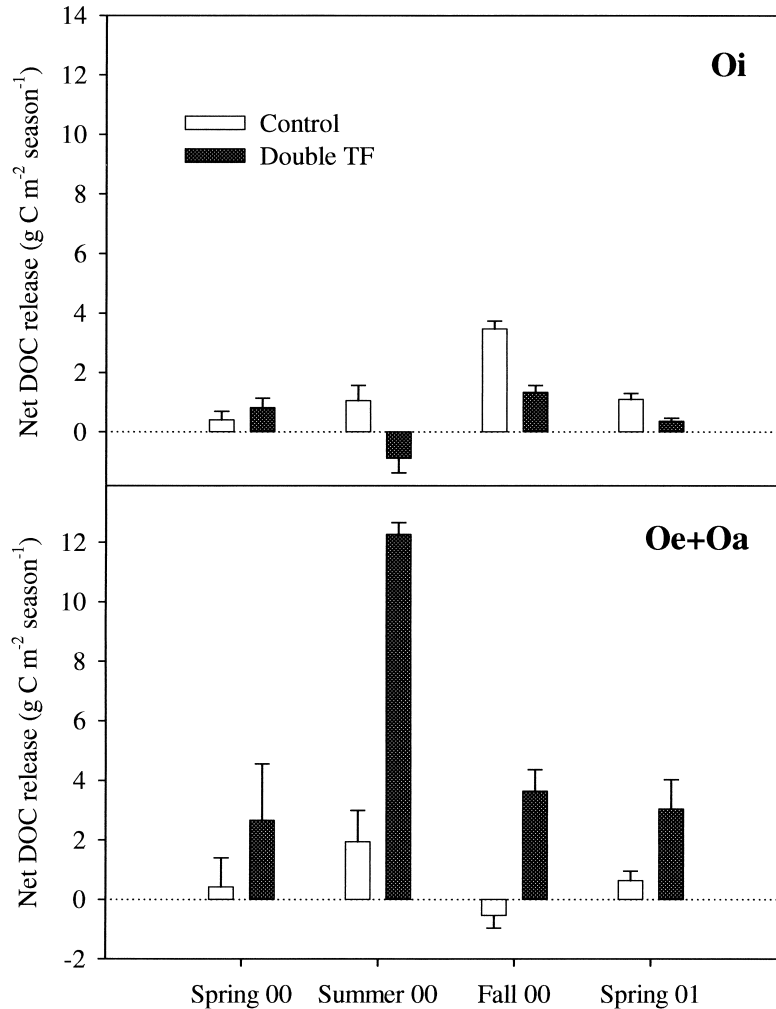 14
12
10
8
6
4
2
0
Net DOC release (g C m-2 season-1)
Oi
Control
Double TF
12
10
8
6
4
2
0
-2
Net DOC release (g C m-2 season-1)
Oe+Oa
Spring 00 Summer 00 Fall 00 Spring 01